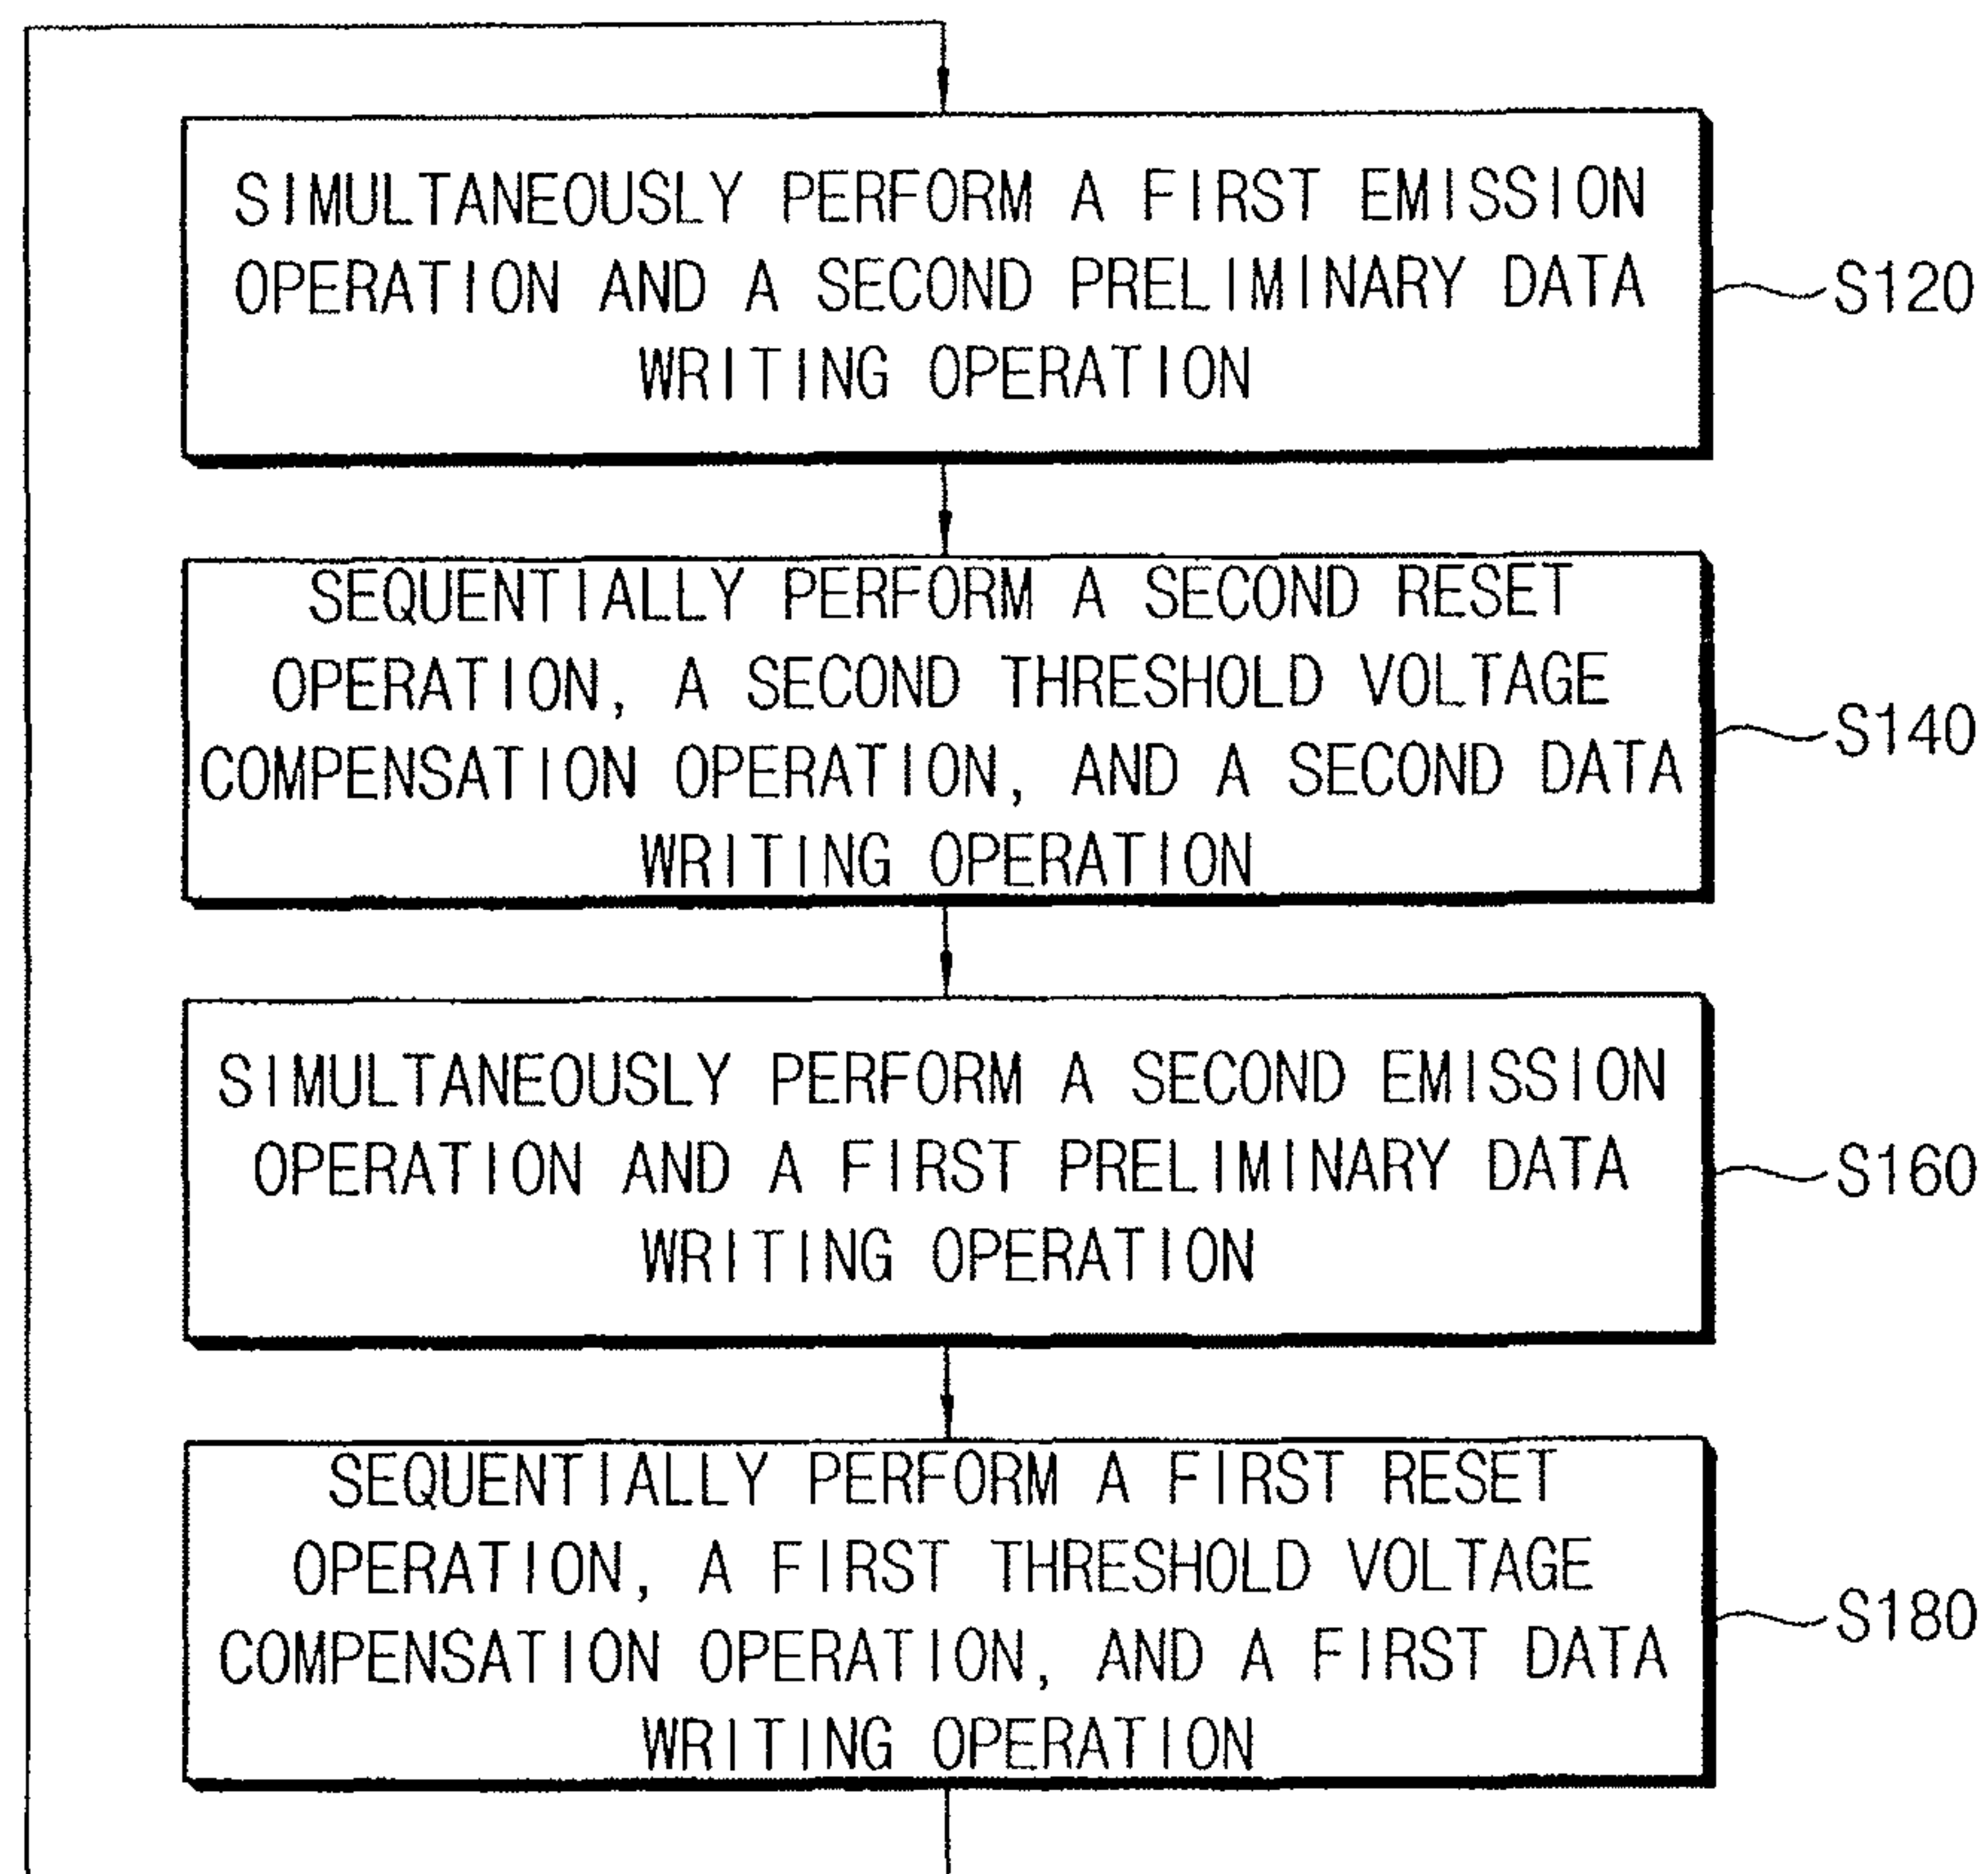 SIMULTANEOUSLY PERFORM A FIRST EMISSION
OPERATION AND A SECOND PRELIMINARY DATA
WRITING OPERATION
S120
SEQUENTIALLY PERFORM A SECOND RESET
OPERATION, A SECOND THRESHOLD VOLTAGE
COMPENSATION OPERATION, AND A SECOND DATA
WRITING OPERATION
S140
SIMULTANEOUSLY PERFORM A SECOND EMISSION
OPERATION AND A FIRST PRELIMINARY DATA
WRITING OPERATION
S160
SEQUENTIALLY PERFORM A FIRST RESET
OPERATION, A FIRST THRESHOLD VOLTAGE
COMPENSATION OPERATION, AND A FIRST DATA
WRITING OPERATION
S180